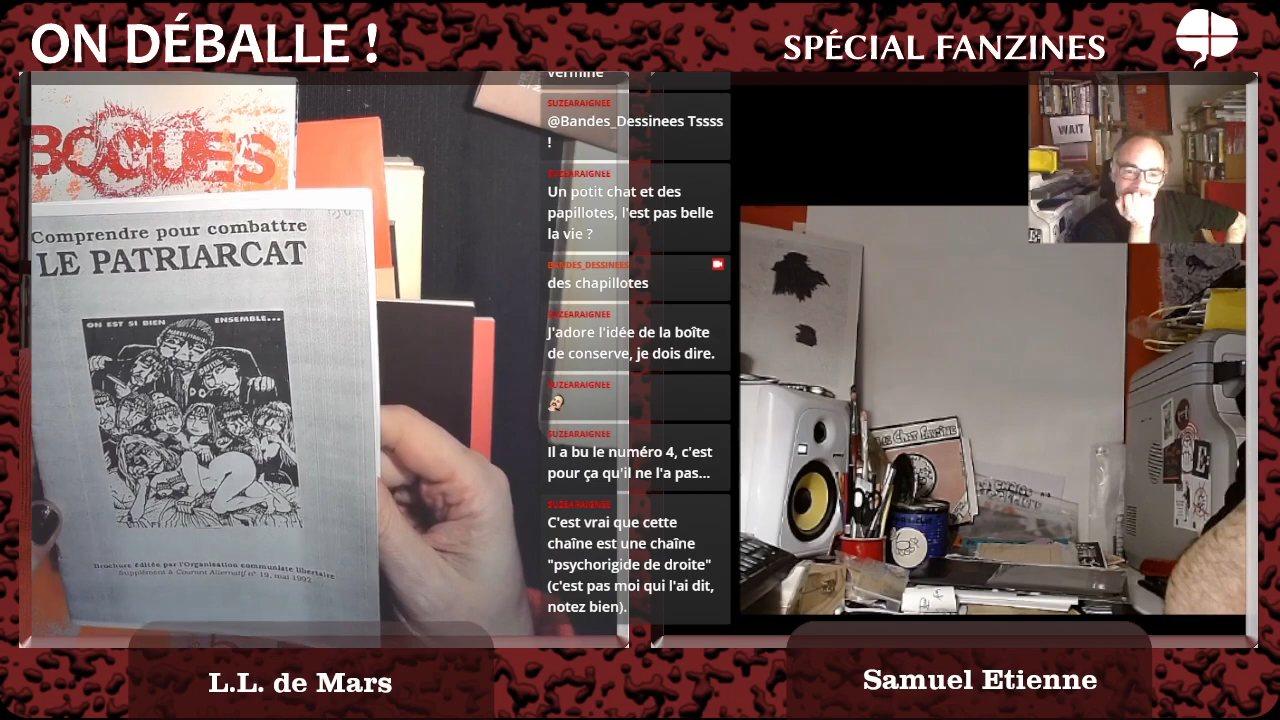 ON DÉBALLE !
SPÉCIAL FANZINES
BOGUES
Comprendre pour combattre
LE PATRIARCAT
ON EST SI BIEN ENSEMBLE...
Brochure éditée par l'Organisation communiste libertaire
Supplément à Courant Alternatif n° 19, mai 1992
vermine
SUZEARAIGNEE
@Bandes_Dessinees Tssss
!
SUZEARAIGNEE
Un potit chat et des
papillotes, l'est pas belle
la vie ?
BANDES_DESSINEES
des chapillotes
SUZEARAIGNEE
J'adore l'idée de la boîte
de conserve, je dois dire.
SUZEARAIGNEE
SUZEARAIGNEE
Il a bu le numéro 4, c'est
pour ça qu'il ne l'a pas...
SUZEARAIGNEE
C'est vrai que cette
chaîne est une chaîne
"psychorigide de droite"
(c'est pas moi qui l'ai dit,
notez bien).
WAIT
E
L.L. de Mars
Samuel Etienne